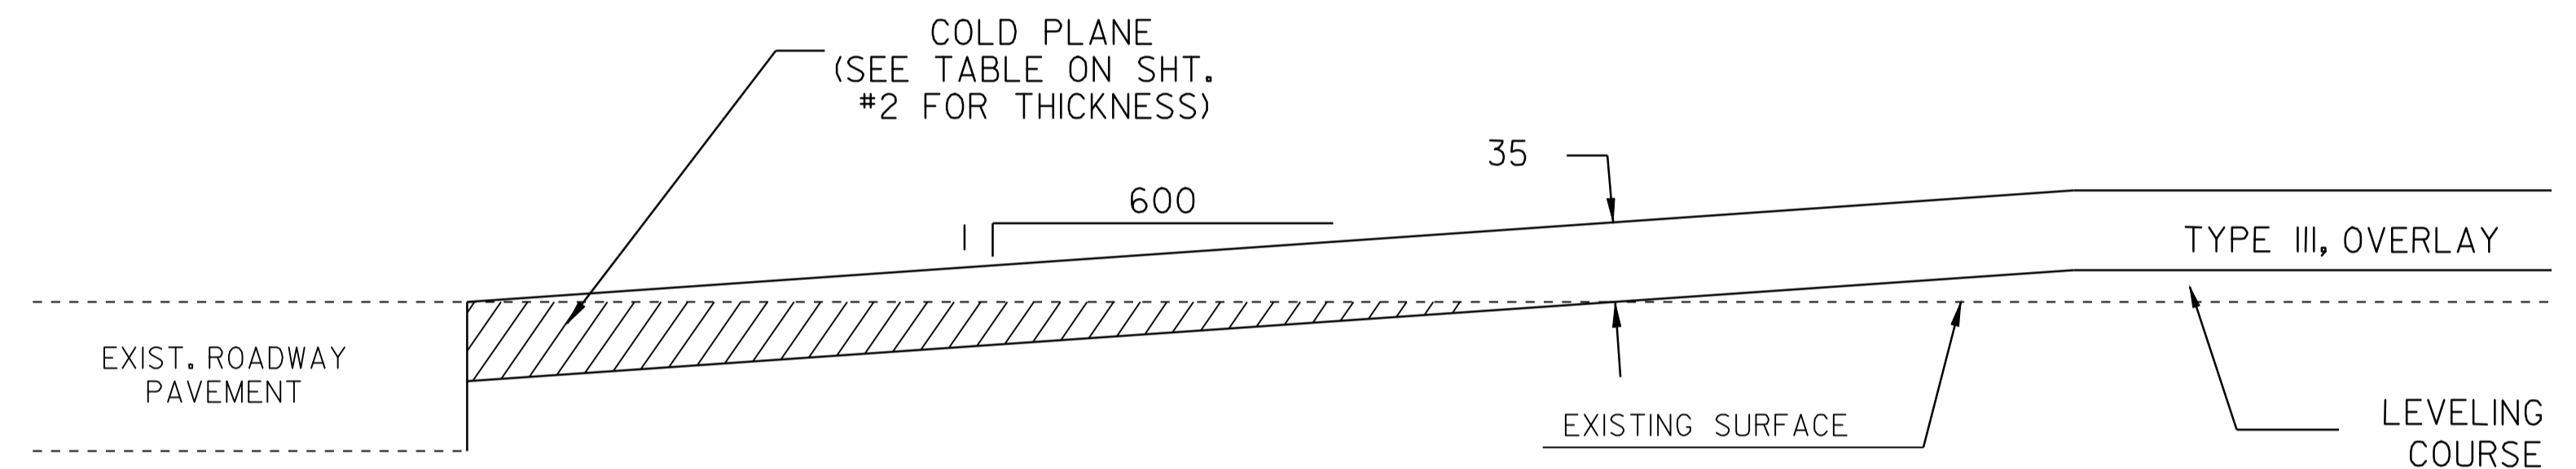 COLD PLANE
(SEE TABLE ON SHT.
#2 FOR THICKNESS)
35
600
1
TYPE III, OVERLAY
EXIST. ROADWAY
PAVEMENT
EXISTING SURFACE
LEVELING
COURSE